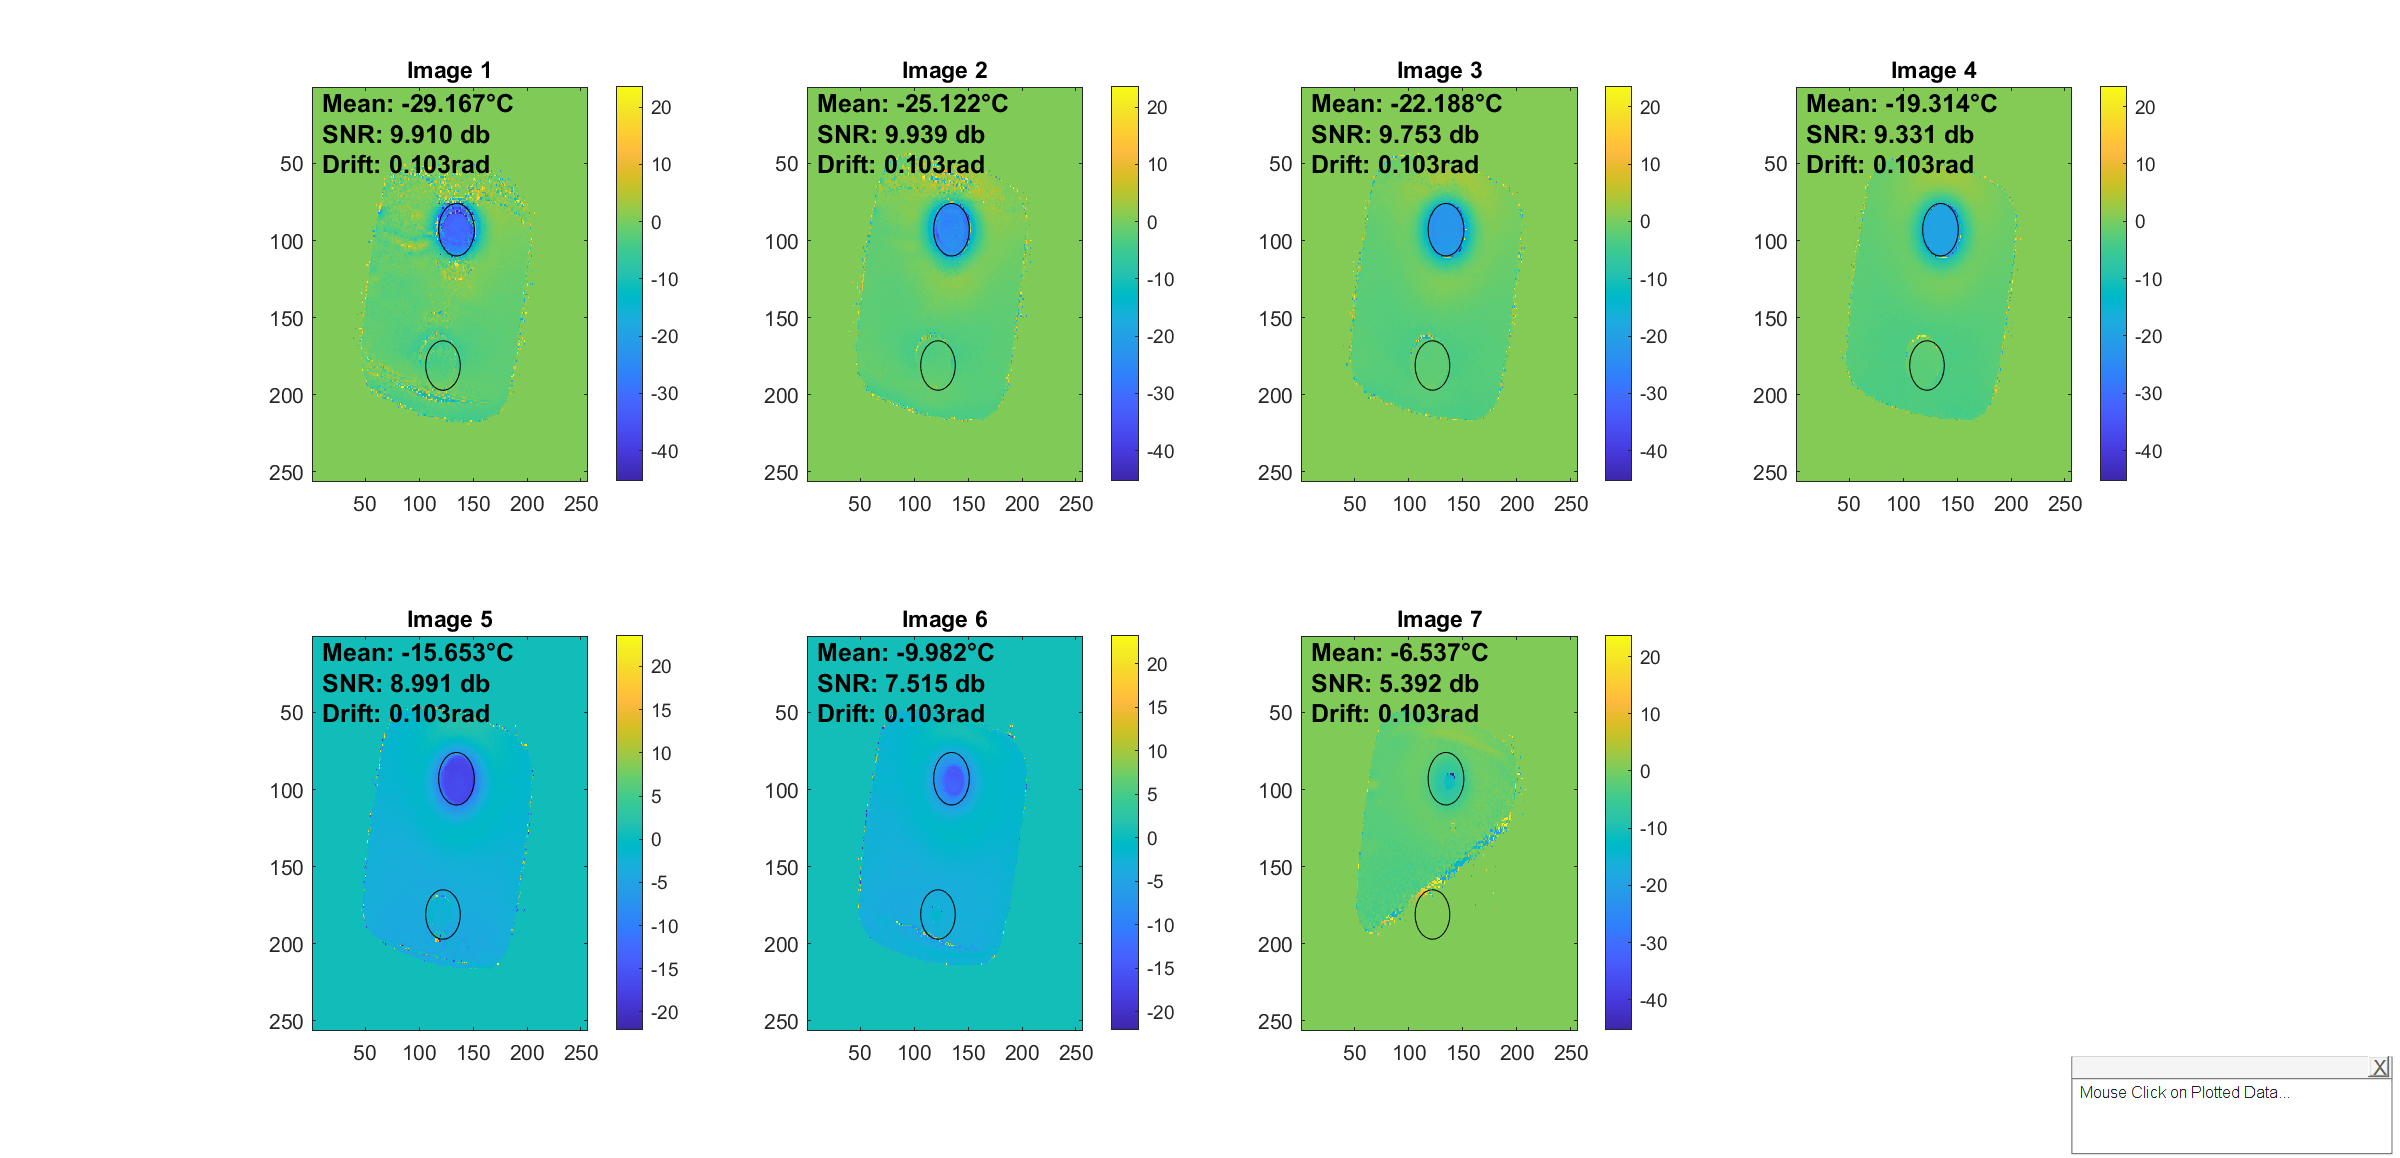 Image 1
Mean: -29.167°C
SNR: 9.910 db
Drift: 0.103rad
50
100
150
200
250
50 100 150 200 250
20
10
0
-10
-20
-30
-40
Image 2
Mean: -25.122°C
SNR: 9.939 db
Drift: 0.103rad
50
100
150
200
250
50 100 150 200 250
20
10
0
-10
-20
-30
-40
Image 3
Mean: -22.188°C
SNR: 9.753 db
Drift: 0.103rad
50
100
150
200
250
50 100 150 200 250
20
10
0
-10
-20
-30
-40
Image 4
Mean: -19.314°C
SNR: 9.331 db
Drift: 0.103rad
50
100
150
200
250
50 100 150 200 250
20
10
0
-10
-20
-30
-40
Image 5
Mean: -15.653°C
SNR: 8.991 db
Drift: 0.103rad
50
100
150
200
250
50 100 150 200 250
20
15
10
5
0
-5
-10
-15
-20
Image 6
Mean: -9.982°C
SNR: 7.515 db
Drift: 0.103rad
50
100
150
200
250
50 100 150 200 250
20
15
10
5
0
-5
-10
-15
-20
Image 7
Mean: -6.537°C
SNR: 5.392 db
Drift: 0.103rad
50
100
150
200
250
50 100 150 200 250
20
10
0
-10
-20
-30
-40
X
Mouse Click on Plotted Data...